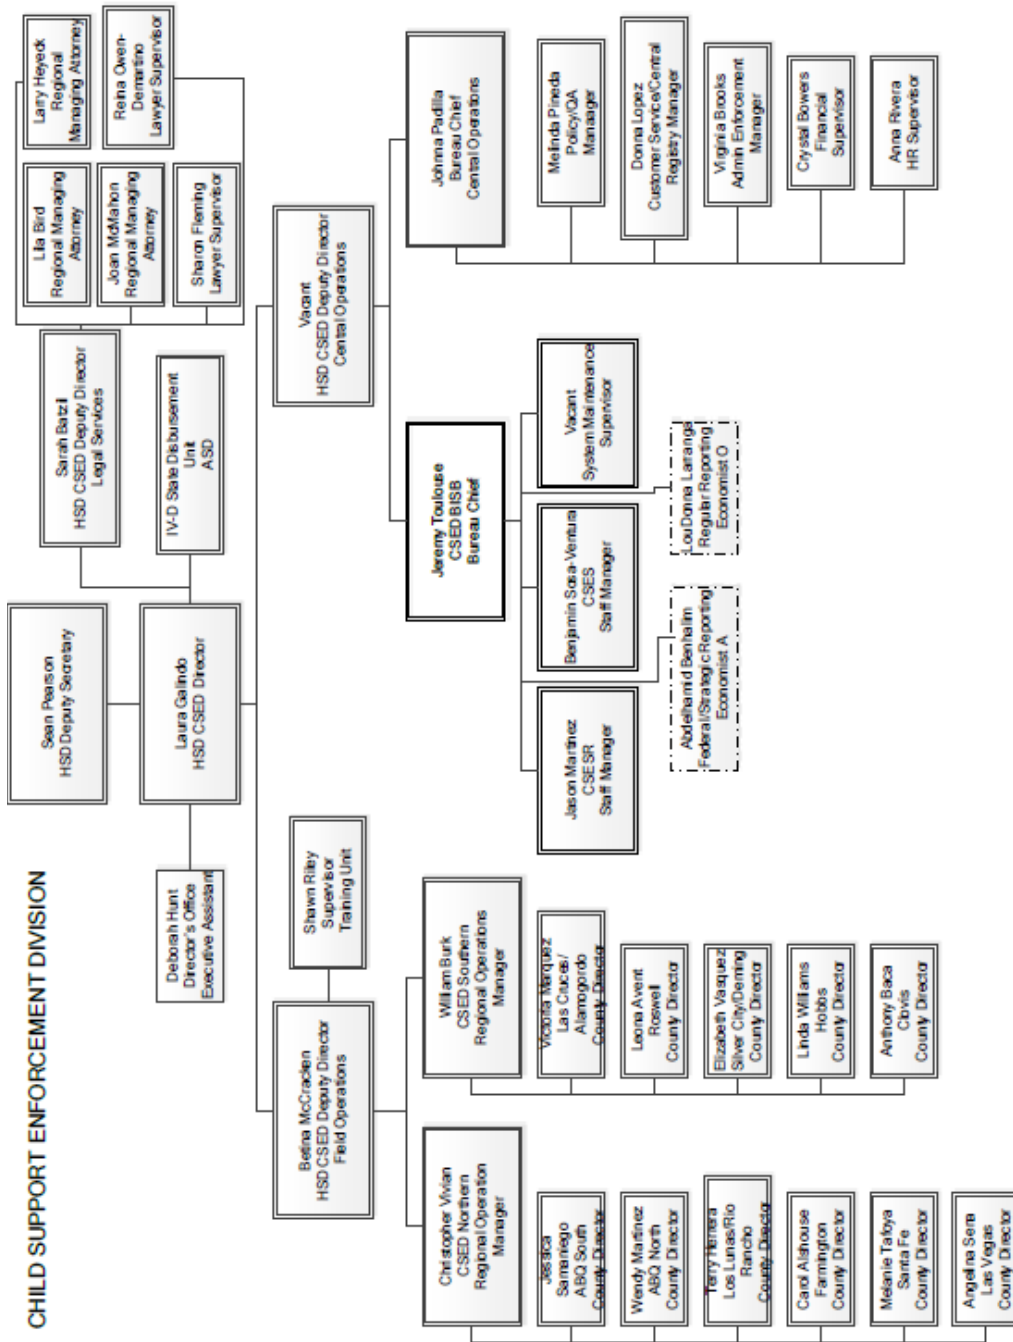 CHILD SUPPORT ENFORCEMENT DIVISION
Sean Pearson
HSD Deputy Secretary
Laura Galindo
HSD CSED Director
Deborah Hunt
Director's Office
Executive Assistant
Sarah Batzli
HSD CSED Deputy Director
Legal Services
IV-D State Disbursement
Unit
ASD
Lila Bird
Regional Managing
Attorney
Joan McMahon
Regional Managing
Attorney
Sharon Fleming
Lawyer Supervisor
Larry Heyeck
Regional
Managing Attorney
Reina Owen-
Demartino
Lawyer Supervisor
Betina McCracken
HSD CSED Deputy Director
Field Operations
Shawn Riley
Supervisor
Training Unit
Vacant
HSD CSED Deputy Director
Central Operations
Christopher Vivian
CSED Northern
Regional Operation
Manager
Jessica
Samaniego
ABQ South
County Director
Wendy Martinez
ABQ North
County Director
Terry Herrera
Los Lunas/Rio
Rancho
County Director
Carol Alshouse
Farmington
County Director
Melanie Tafoya
Santa Fe
County Director
Angelina Serra
Las Vegas
County Director
William Burk
CSED Southern
Regional Operations
Manager
Victoria Marquez
Las Cruces/
Alamogordo
County Director
Leona Avent
Roswell
County Director
Elizabeth Vasquez
Silver City/Deming
County Director
Linda Williams
Hobbs
County Director
Anthony Baca
Clovis
County Director
Jeremy Toulouse
CSED BISB
Bureau Chief
Jason Martinez
CSESR
Staff Manager
Benjamin Sosa-Ventura
CSES
Staff Manager
Vacant
System Maintenance
Supervisor
Abdelhamid Benhalim
Federal/Strategic Reporting
Economist A
LouDonna Larranga
Regular Reporting
Economist O
Johnna Padilla
Bureau Chief
Central Operations
Melinda Pineda
Policy/QA
Manaager
Donna Lopez
Customer Service/Central
Registry Manager
Virginia Brooks
Admin Enforcement
Manager
Crystal Bowers
Financial
Supervisor
Anna Rivera
HR Supervisor